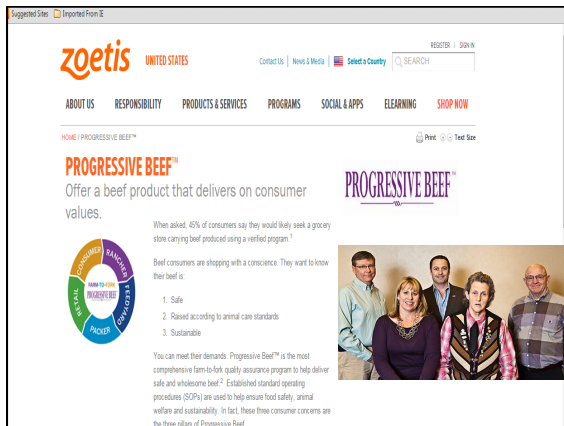 Suggested Sites Imported From IE
zoetis UNITED STATES
REGISTER | SIGN IN
Contact Us | News & Media | Select a Country SEARCH
ABOUT US RESPONSIBILITY PRODUCTS & SERVICES PROGRAMS SOCIAL & APPS ELEARNING SHOP NOW
HOME / PROGRESSIVE BEEF™ Print Text Size
PROGRESSIVE BEEF™
Offer a beef product that delivers on consumer
values.
PROGRESSIVE BEEF™
CONSUMER
RANCHER
FEEDYARD
PACKER
RETAIL
FARM-TO-FORK
PROGRESSIVE BEEF
When asked, 45% of consumers say they would likely seek a grocery
store carrying beef produced using a verified program.1
Beef consumers are shopping with a conscience. They want to know
their beef is:
1. Safe
2. Raised according to animal care standards
3. Sustainable
You can meet their demands. Progressive Beef™ is the most
comprehensive farm-to-fork quality assurance program to help deliver
safe and wholesome beef.2 Established standard operating
procedures (SOPs) are used to help ensure food safety, animal
welfare and sustainability. In fact, these three consumer concerns are
the three pillars of Progressive Beef.